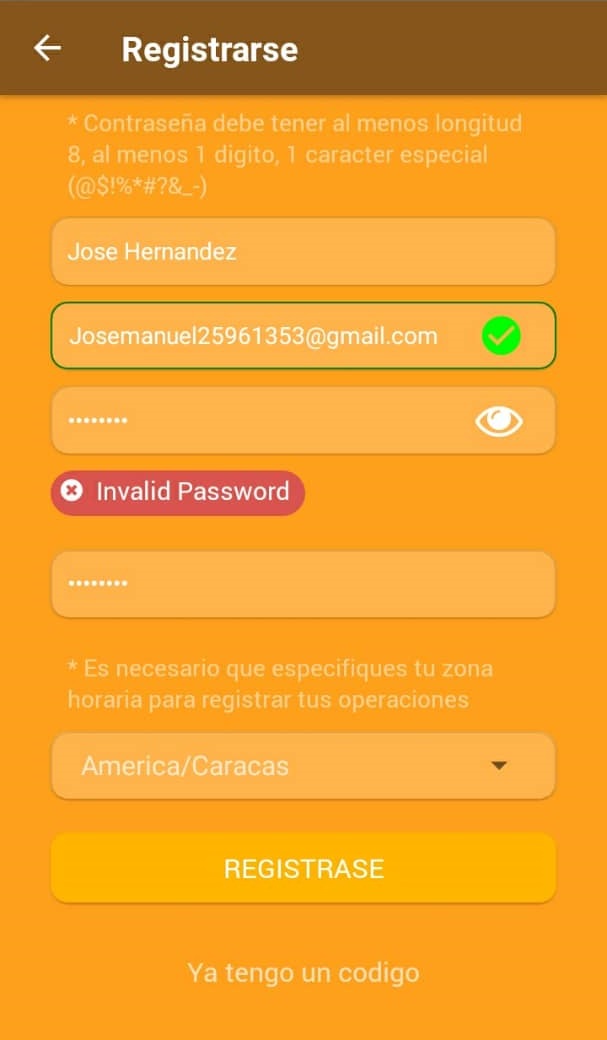 Registrarse
* Contraseña debe tener al menos longitud
8, al menos 1 digito, 1 caracter especial
(@$!%*#?&_-)
Jose Hernandez
Josemanuel25961353@gmail.com
••••••••
Invalid Password
••••••••
* Es necesario que especifiques tu zona
horaria para registrar tus operaciones
America/Caracas
REGISTRASE
Ya tengo un codigo